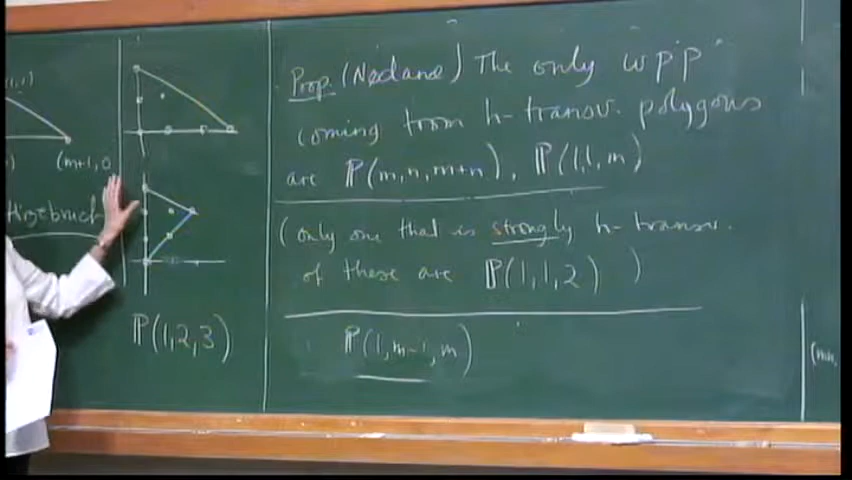 (m+1,0
Hirzebruch
P(1,2,3)
Prop (Nødland) The only wpp
coming from h-transv. polygons
are P(m,n,m+n), P(1,1,m)
(only one that is strongly h-transv.
of these are P(1,1,2) )
P(1,m-1,m)